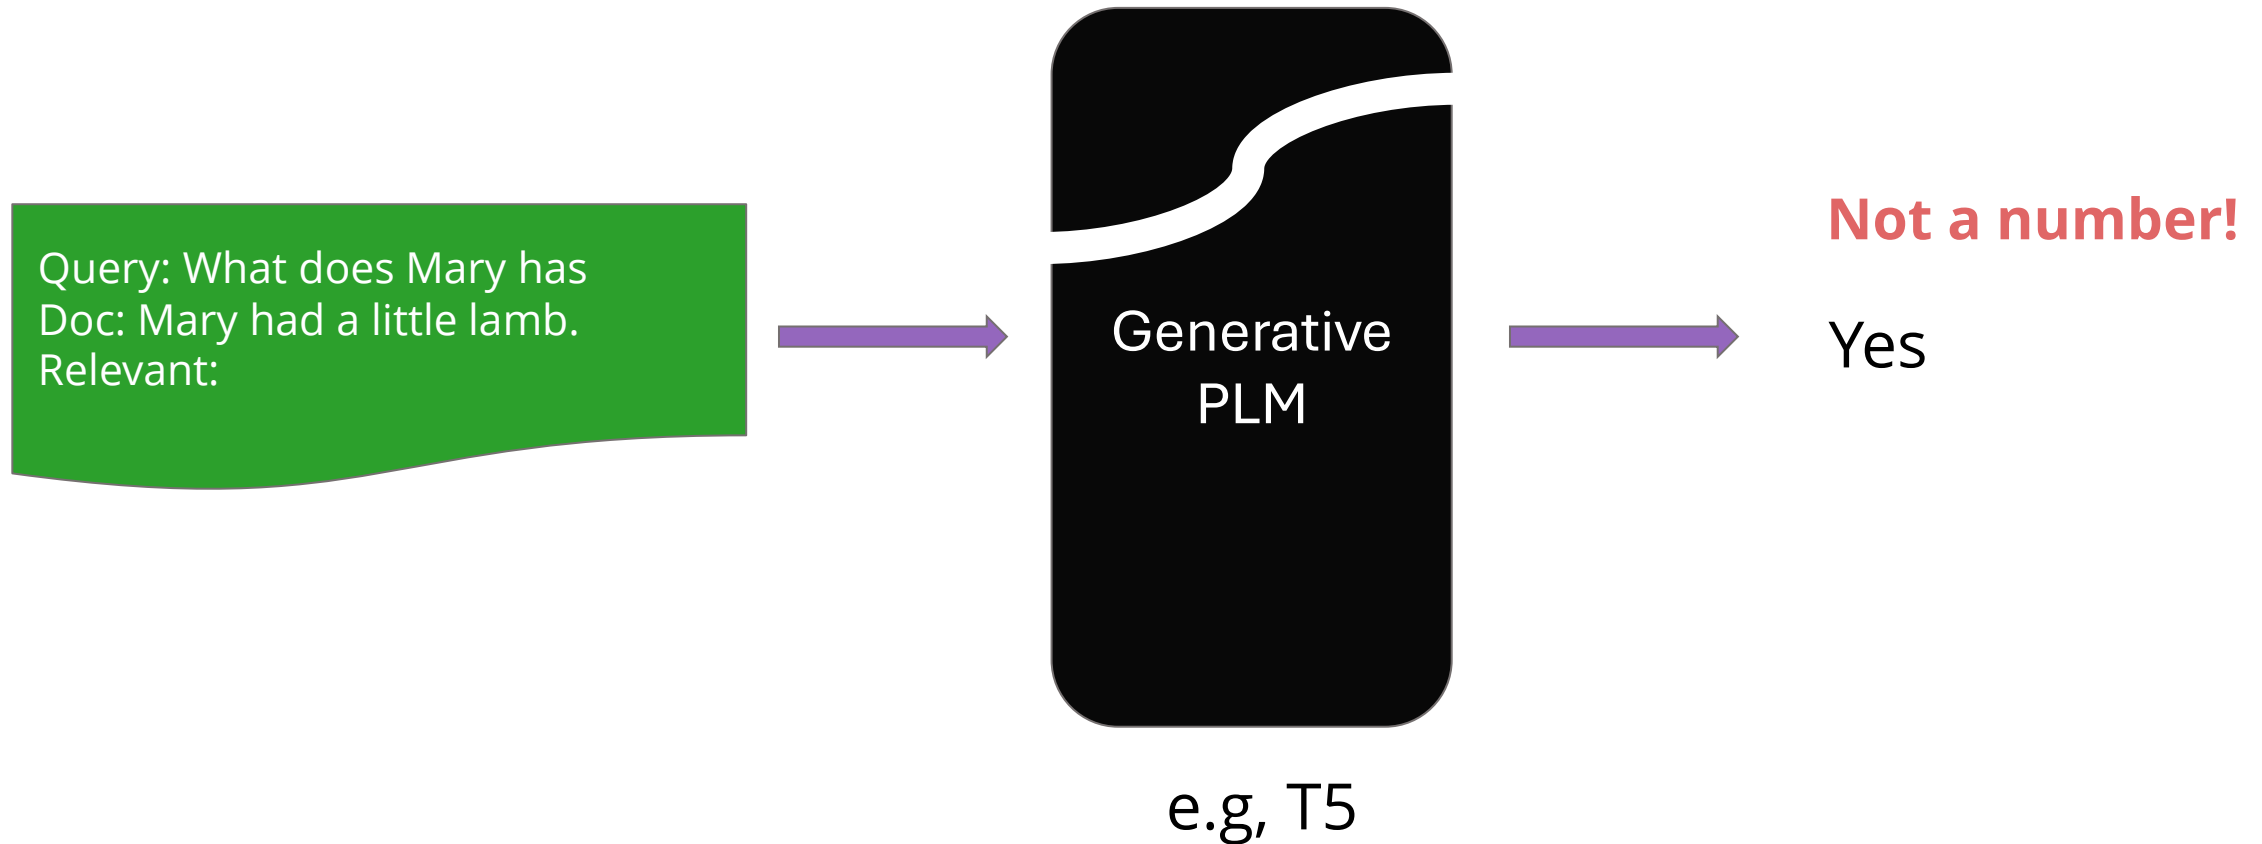 Query: What does Mary has
Doc: Mary had a little lamb.
Relevant:
Generative
PLM
e.g, T5
Not a number!
Yes